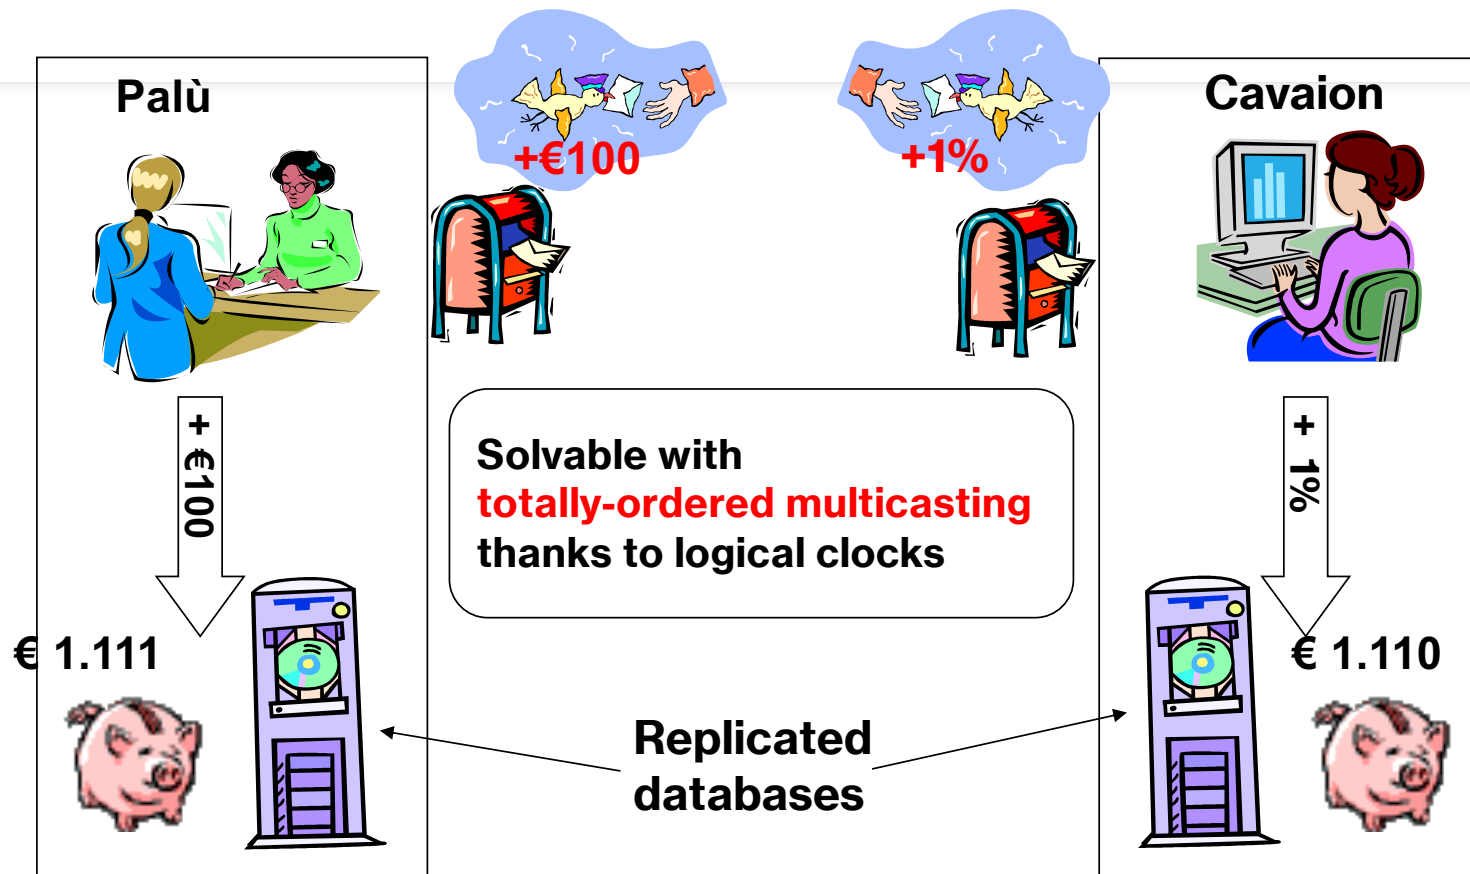 Palù
Cavaion
+€100
+1%
+ €100
+ 1%
Solvable with
totally-ordered multicasting
thanks to logical clocks
€ 1.111
€ 1.110
Replicated
databases